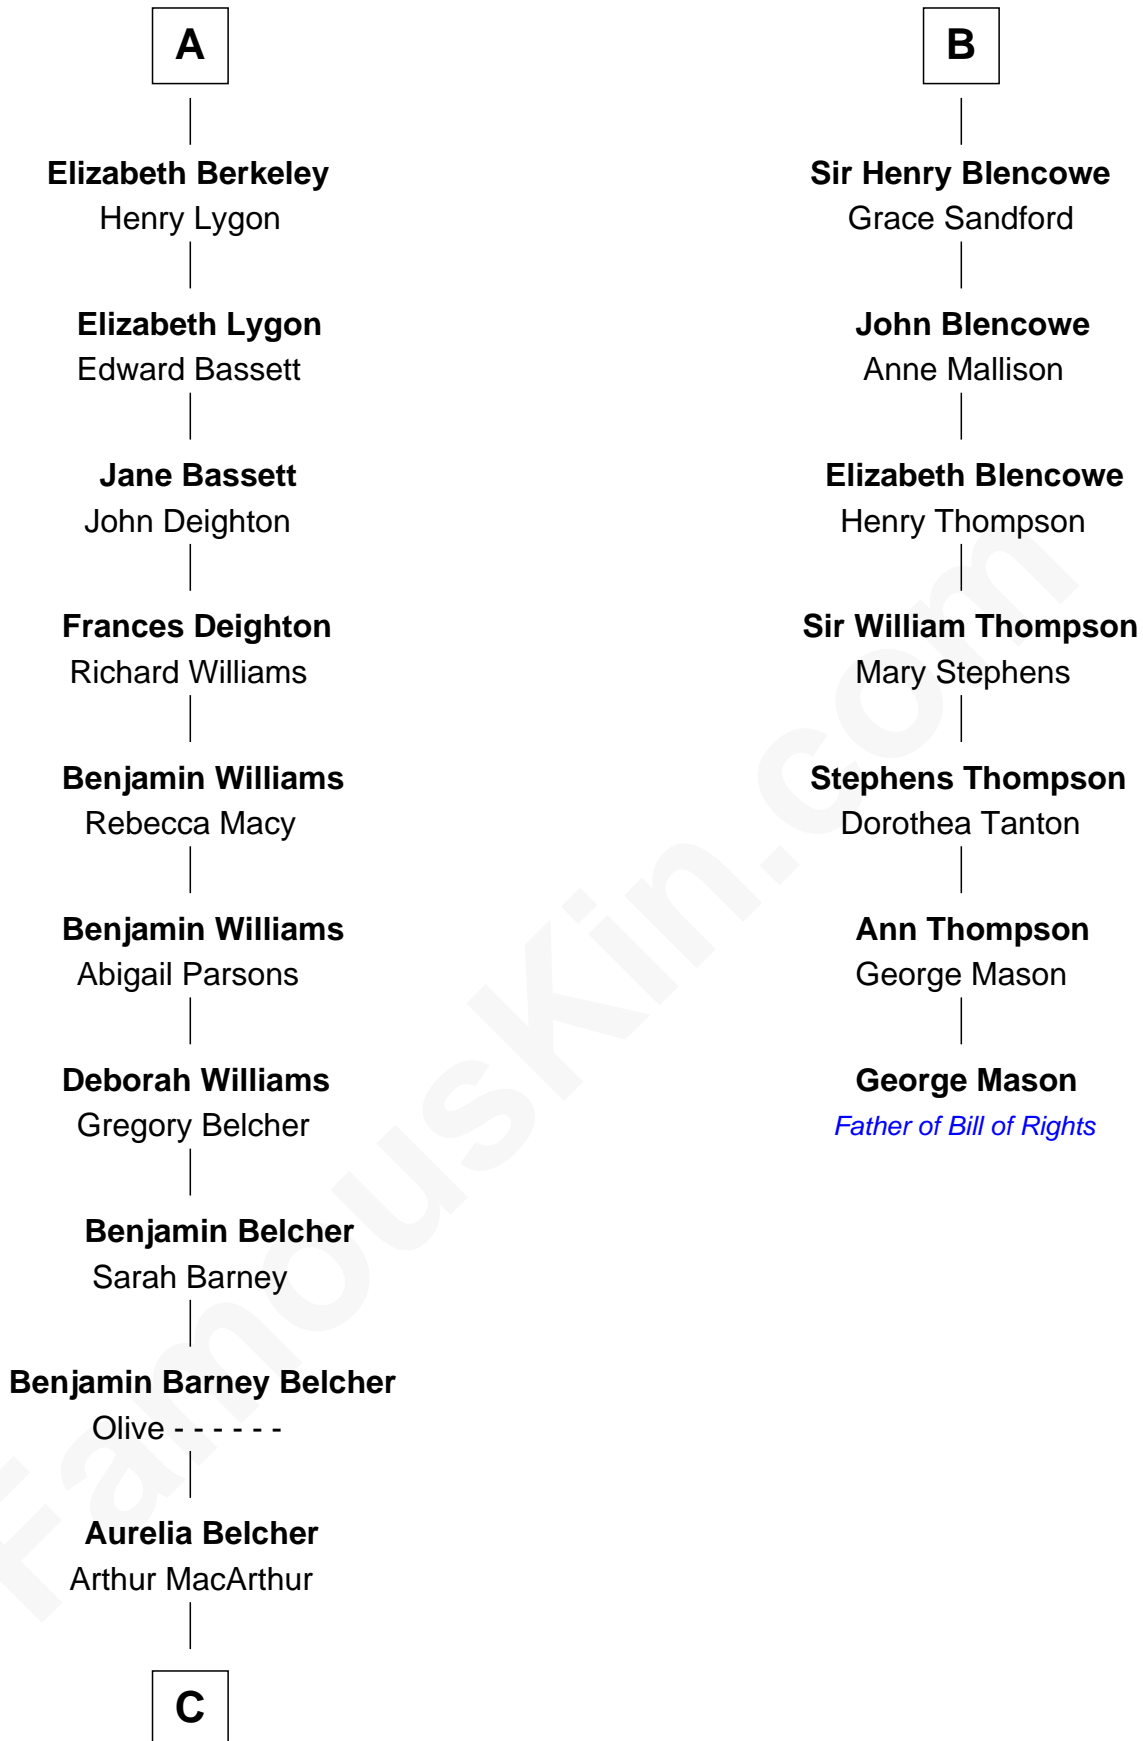 A
Elizabeth Berkeley
Henry Lygon
Elizabeth Lygon
Edward Bassett
Jane Bassett
John Deighton
Frances Deighton
Richard Williams
Benjamin Williams
Rebecca Macy
Benjamin Williams
Abigail Parsons
Deborah Williams
Gregory Belcher
Benjamin Belcher
Sarah Barney
Benjamin Barney Belcher
Olive - - - - - -
Aurelia Belcher
Arthur MacArthur
C
B
Sir Henry Blencowe
Grace Sandford
John Blencowe
Anne Mallison
Elizabeth Blencowe
Henry Thompson
Sir William Thompson
Mary Stephens
Stephens Thompson
Dorothea Tanton
Ann Thompson
George Mason
George Mason
Father of Bill of Rights
FamousKin.com